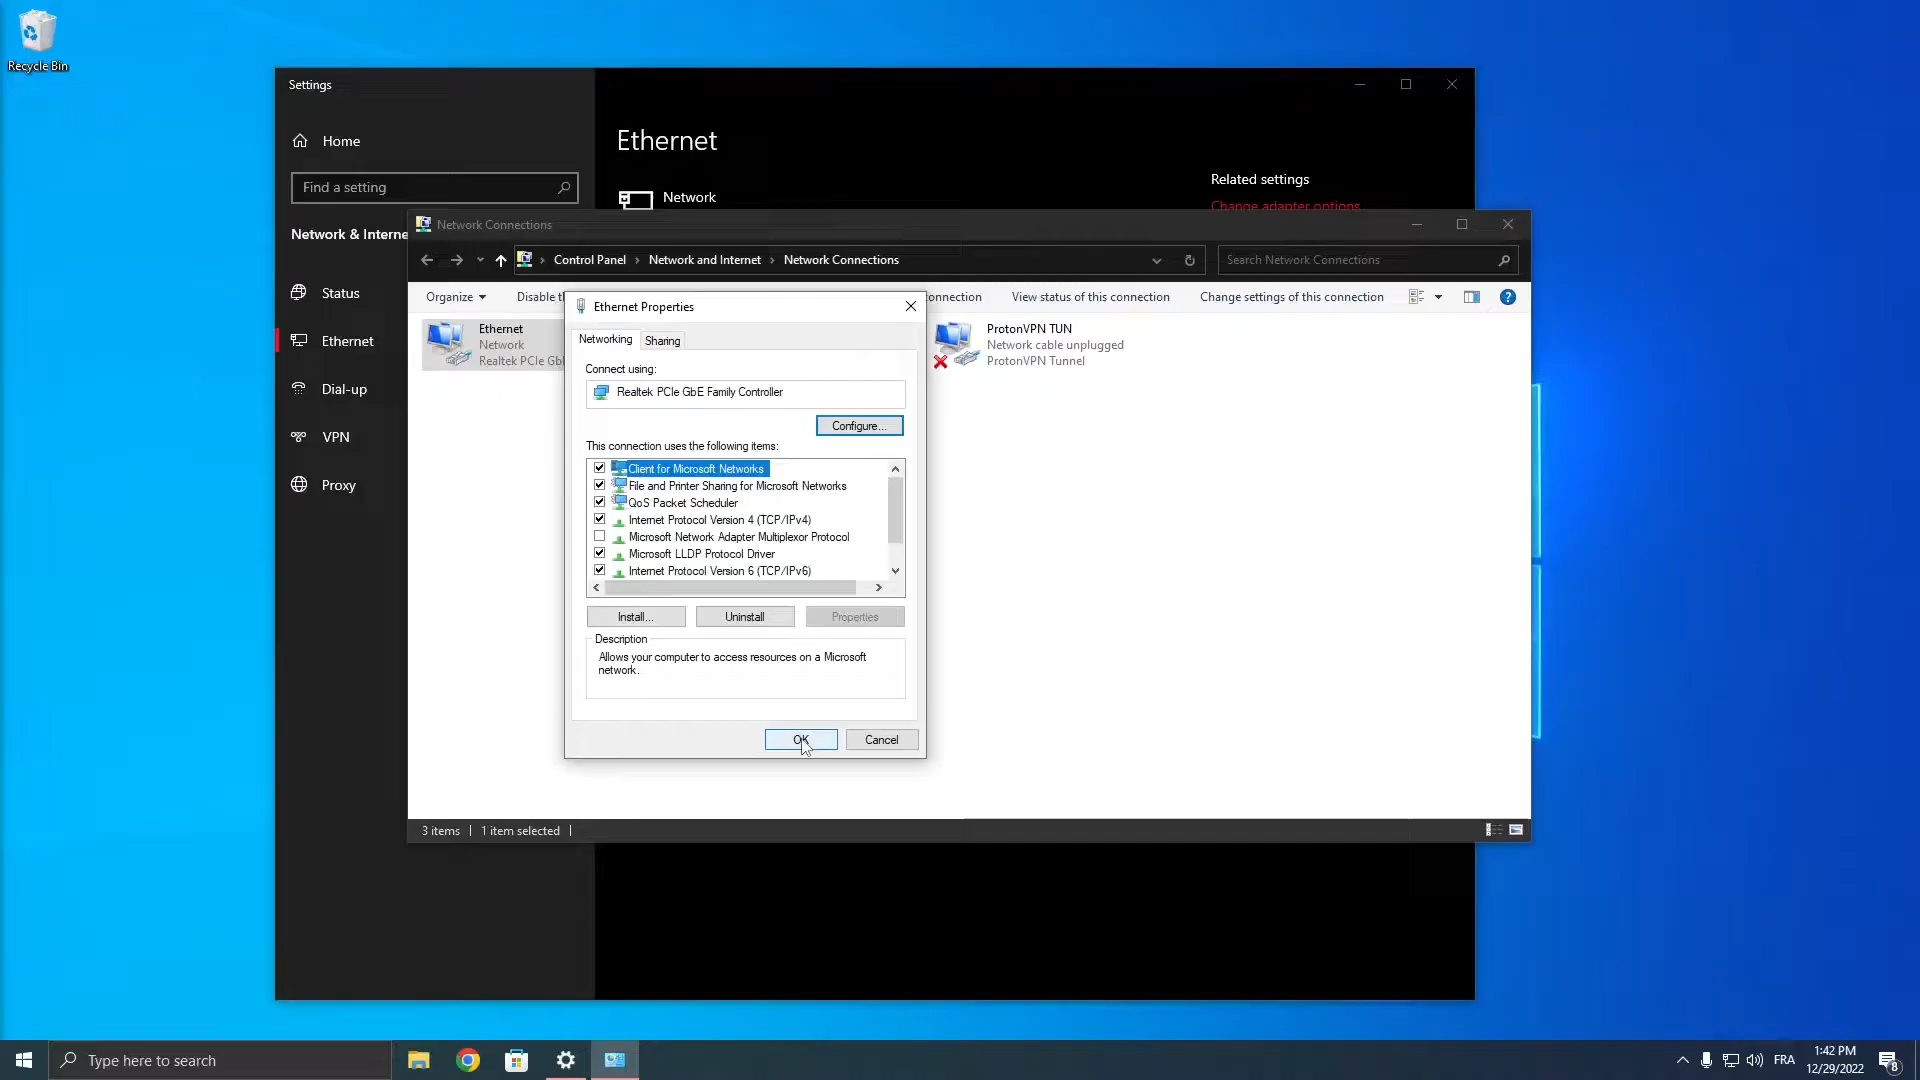 Recycle Bin
Settings
Home
Find a setting
Network & Interne
Status
Ethernet
Dial-up
VPN
Proxy
Ethernet
Network
Related settings
Change adapter options
Network Connections
Control Panel
Network and Internet
Network Connections
Search Network Connections
Organize
Disable t
onnection
View status of this connection
Change settings of this connection
Ethernet
Network
Realtek PCIe Gb
ProtonVPN TUN
Network cable unplugged
ProtonVPN Tunnel
Ethernet Properties
Networking
Sharing
Connect using:
Realtek PCIe GbE Family Controller
Configure...
This connection uses the following items:
Client for Microsoft Networks
File and Printer Sharing for Microsoft Networks
QoS Packet Scheduler
Internet Protocol Version 4 (TCP/IPv4)
Microsoft Network Adapter Multiplexor Protocol
Microsoft LLDP Protocol Driver
Internet Protocol Version 6 (TCP/IPv6)
Install...
Uninstall
Properties
Description
Allows your computer to access resources on a Microsoft
network.
OK
Cancel
3 items
1 item selected
Type here to search
FRA
1:42 PM
12/29/2022
8